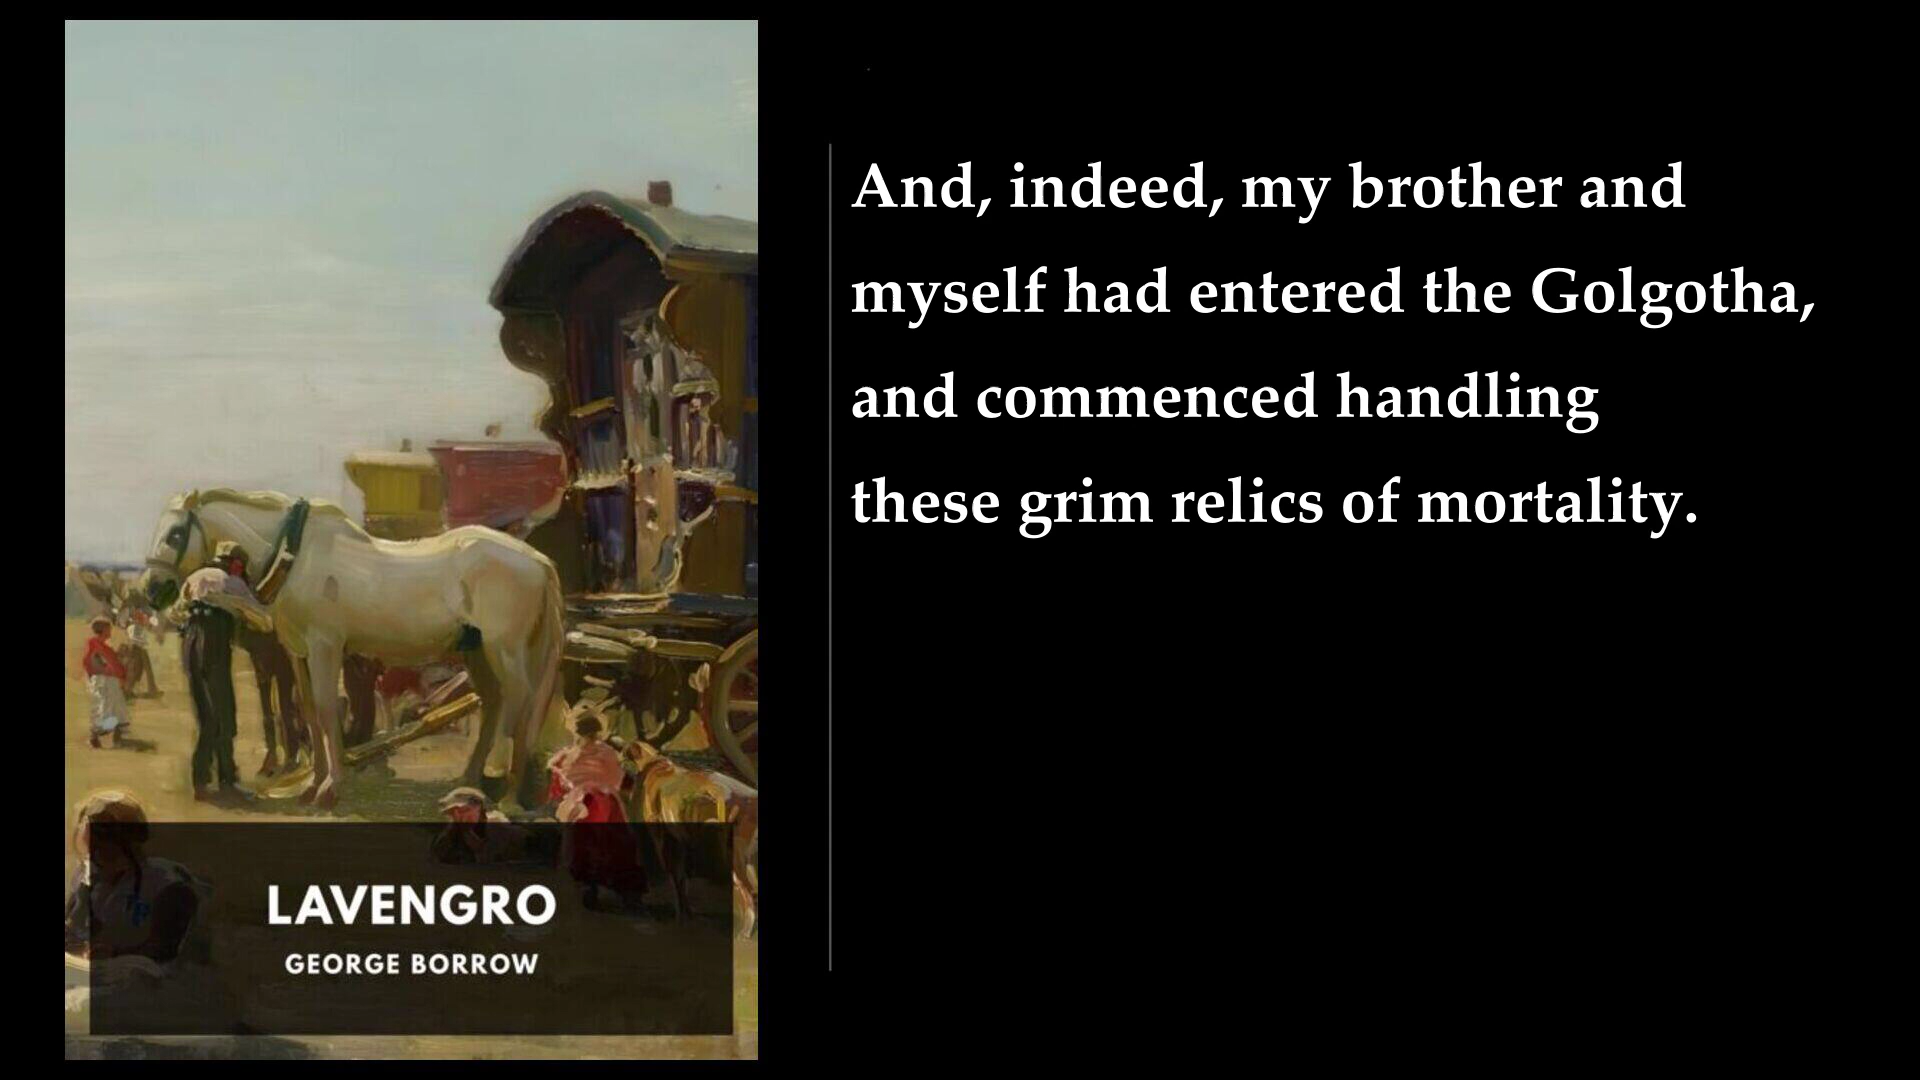 And, indeed, my brother and
myself had entered the Golgotha,
and commenced handling
these grim relics of mortality.
LAVENGRO
GEORGE BORROW